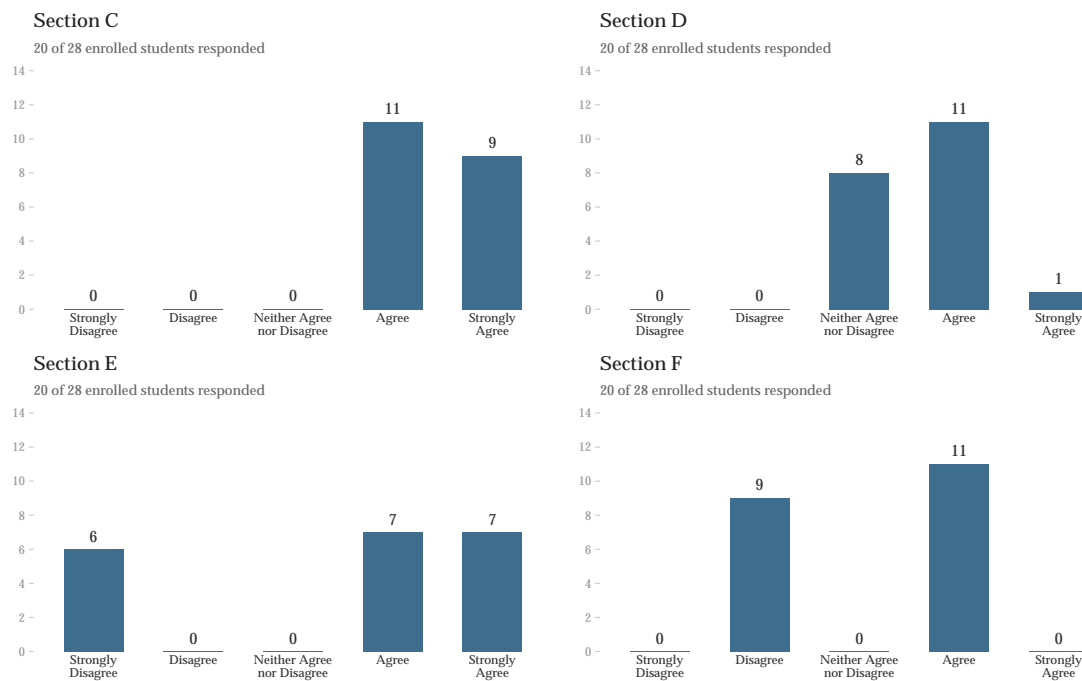 Section C
20 of 28 enrolled students responded
14
12
10
8
6
4
2
0
0
0
0
11
9
Strongly
Disagree
Disagree
Neither Agree
nor Disagree
Agree
Strongly
Agree
Section D
20 of 28 enrolled students responded
14
12
10
8
6
4
2
0
0
0
8
11
1
Strongly
Disagree
Disagree
Neither Agree
nor Disagree
Agree
Strongly
Agree
Section E
20 of 28 enrolled students responded
14
12
10
8
6
4
2
0
6
0
0
7
7
Strongly
Disagree
Disagree
Neither Agree
nor Disagree
Agree
Strongly
Agree
Section F
20 of 28 enrolled students responded
14
12
10
8
6
4
2
0
0
9
0
11
0
Strongly
Disagree
Disagree
Neither Agree
nor Disagree
Agree
Strongly
Agree